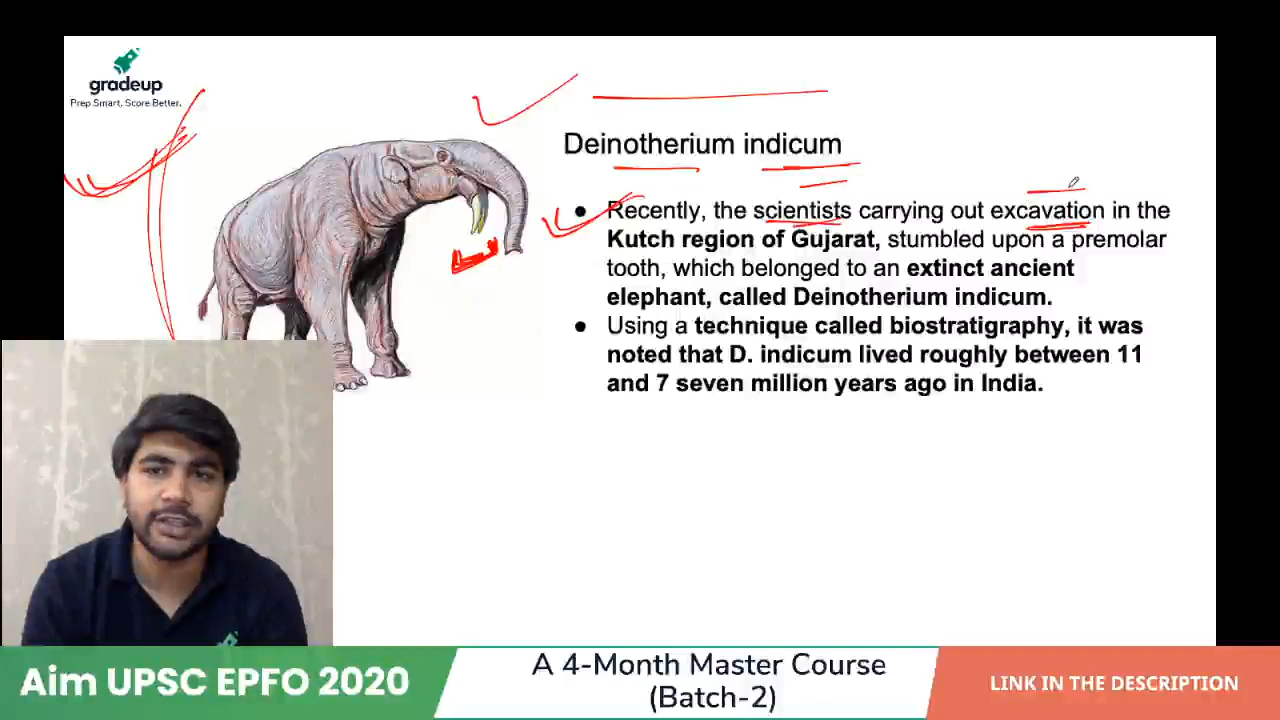 gradeup
Prep Smart. Score Better.
Deinotherium indicum
● Recently, the scientists carrying out excavation in the
Kutch region of Gujarat, stumbled upon a premolar
tooth, which belonged to an extinct ancient
elephant, called Deinotherium indicum.
● Using a technique called biostratigraphy, it was
noted that D. indicum lived roughly between 11
and 7 seven million years ago in India.
Aim UPSC EPFO 2020
A 4-Month Master Course
(Batch-2)
LINK IN THE DESCRIPTION